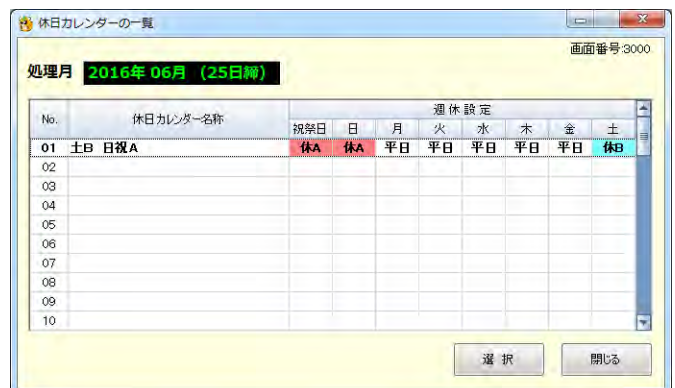 休日カレンダーの一覧
画面番号:3000
処理月 2016年 06月 (25日締)
No. 休日カレンダー名称 週休設定
祝祭日 日 月 火 水 木 金 土
01 土B 日祝A 休A 休A 平日 平日 平日 平日 平日 休B
02
03
04
05
06
07
08
09
10
選択 閉じる